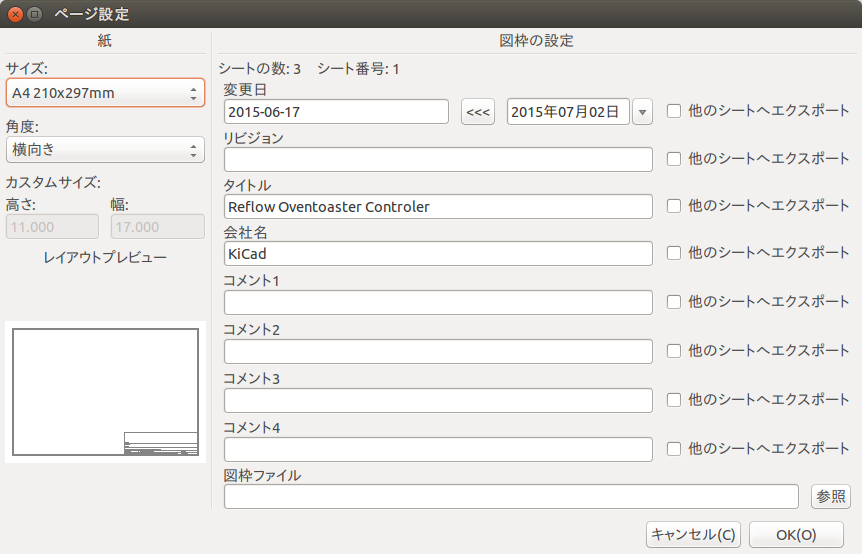 ページ設定
紙
サイズ:
A4 210x297mm
角度:
横向き
カスタムサイズ:
高さ: 幅:
11.000 17.000
レイアウトプレビュー
図枠の設定
シートの数: 3 シート番号: 1
変更日
2015-06-17 <<< 2015年07月02日 他のシートへエクスポート
リビジョン
他のシートへエクスポート
タイトル
Reflow Oventoaster Controler 他のシートへエクスポート
会社名
KiCad 他のシートへエクスポート
コメント1
他のシートへエクスポート
コメント2
他のシートへエクスポート
コメント3
他のシートへエクスポート
コメント4
他のシートへエクスポート
図枠ファイル
参照
キャンセル(C) OK(O)